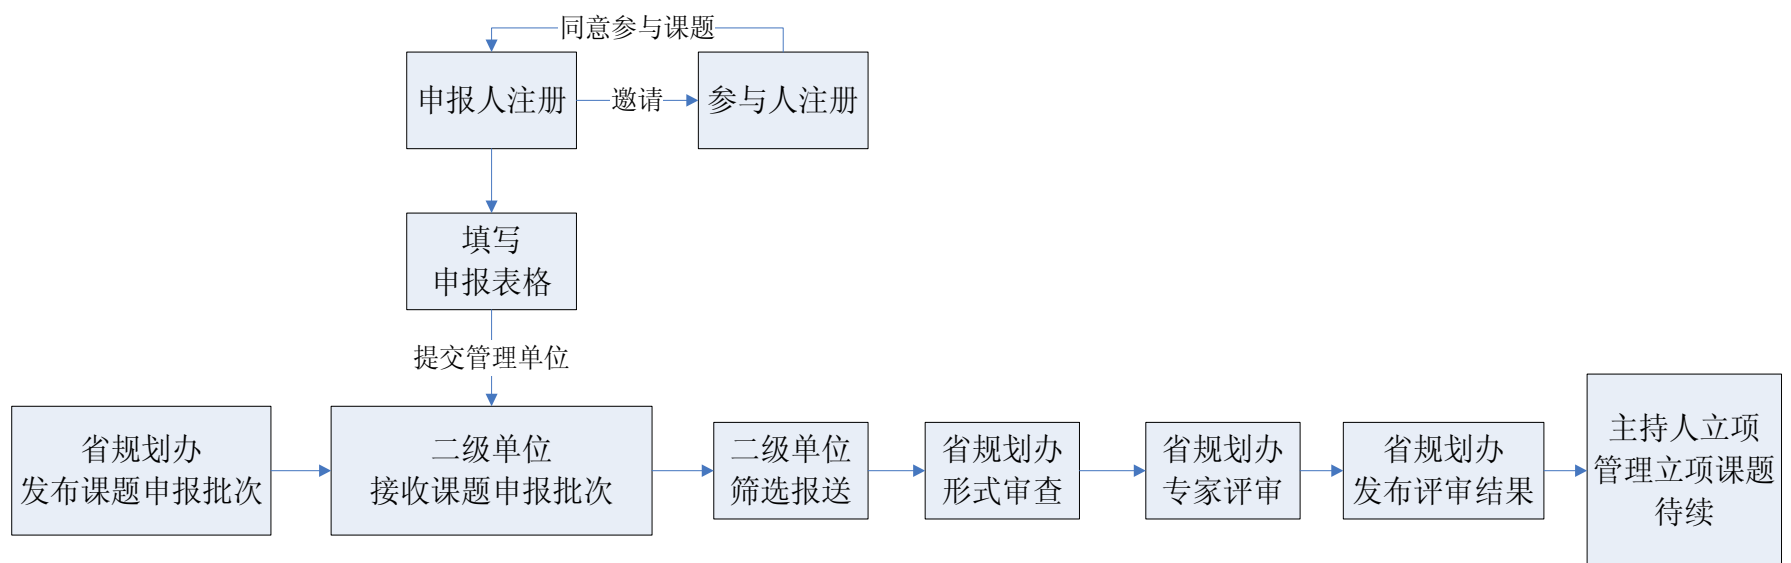 同意参与课题
申报人注册
邀请
参与人注册
填写
申报表格
提交管理单位
省规划办
发布课题申报批次
二级单位
接收课题申报批次
二级单位
筛选报送
省规划办
形式审查
省规划办
专家评审
省规划办
发布评审结果
主持人立项
管理立项课题
待续